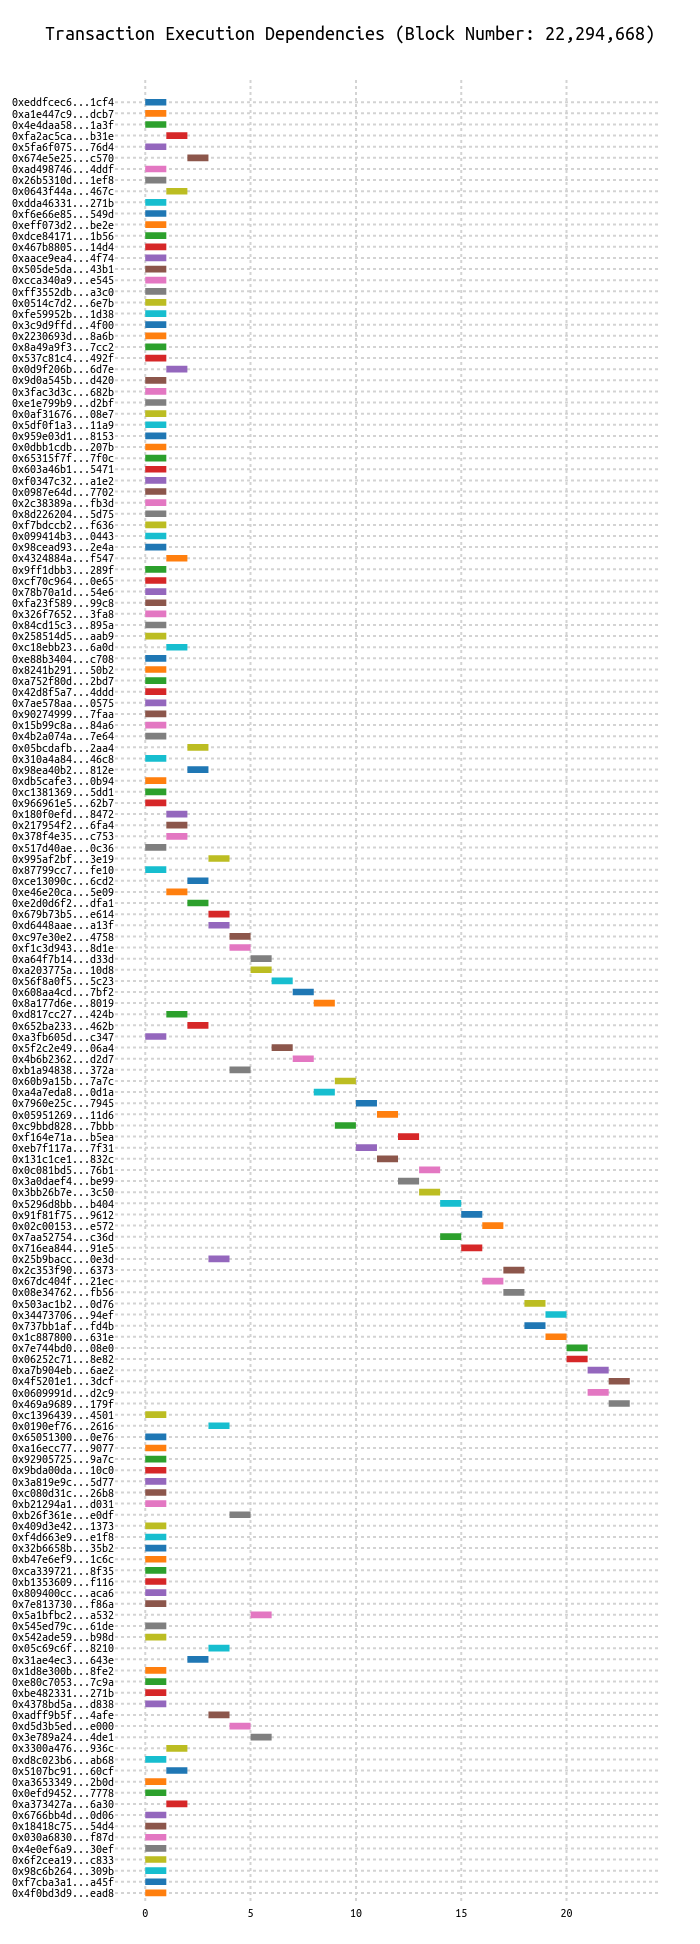 Transaction Execution Dependencies (Block Number: 22,294,668)
0xeddfcec6...1cf4
0xa1e447c9...dcb7
0x4e4daa58...1a3f
0xfa2ac5ca...b31e
0x5fa6f075...76d4
0x674e5e25...c570
0xad498746...4ddf
0x26b5310d...1ef8
0x0643f44a...467c
0xdda46331...271b
0xf6e66e85...549d
0xeff073d2...be2e
0xdce84171...1b56
0x467b8805...14d4
0xaace9ea4...4f74
0x505de5da...43b1
0xcca340a9...e545
0xff3552db...a3c0
0x0514c7d2...6e7b
0xfe59952b...1d38
0x3c9d9ffd...4f00
0x2230693d...8a6b
0x8a49a9f3...7cc2
0x537c81c4...492f
0x0d9f206b...6d7e
0x9d0a545b...d420
0x3fac3d3c...682b
0xe1e799b9...d2bf
0x0af31676...08e7
0x5df0f1a3...11a9
0x959e03d1...8153
0x0dbb1cdb...207b
0x65315f7f...7f0c
0x603a46b1...5471
0xf0347c32...a1e2
0x0987e64d...7702
0x2c38389a...fb3d
0x8d226204...5d75
0xf7bdccb2...f636
0x099414b3...0443
0x98cead93...2e4a
0x4324884a...f547
0x9ff1dbb3...289f
0xcf70c964...0e65
0x78b70a1d...54e6
0xfa23f589...99c8
0x326f7652...3fa8
0x84cd15c3...895a
0x258514d5...aab9
0xc18ebb23...6a0d
0xe88b3404...c708
0x8241b291...50b2
0xa752f80d...2bd7
0x42d8f5a7...4ddd
0x7ae578aa...0575
0x90274999...7faa
0x15b99c8a...84a6
0x4b2a074a...7e64
0x05bcdafb...2aa4
0x310a4a84...46c8
0x98ea40b2...812e
0xdb5cafe3...0b94
0xc1381369...5dd1
0x966961e5...62b7
0x180f0efd...8472
0x217954f2...6fa4
0x378f4e35...c753
0x517d40ae...0c36
0x995af2bf...3e19
0x87799cc7...fe10
0xce13090c...6cd2
0xe46e20ca...5e09
0xe2d0d6f2...dfa1
0x679b73b5...e614
0xd6448aae...a13f
0xc97e30e2...4758
0xf1c3d943...8d1e
0xa64f7b14...d33d
0xa203775a...10d8
0x56f8a0f5...5c23
0x608aa4cd...7bf2
0x8a177d6e...8019
0xd817cc27...424b
0x652ba233...462b
0xa3fb605d...c347
0x5f2c2e49...06a4
0x4b6b2362...d2d7
0xb1a94838...372a
0x60b9a15b...7a7c
0xa4a7eda8...0d1a
0x7960e25c...7945
0x05951269...11d6
0xc9bbd828...7bbb
0xf164e71a...b5ea
0xeb7f117a...7f31
0x131c1ce1...832c
0x0c081bd5...76b1
0x3a0daef4...be99
0x3bb26b7e...3c50
0x5296d8bb...b404
0x91f81f75...9612
0x02c00153...e572
0x7aa52754...c36d
0x716ea844...91e5
0x25b9bacc...0e3d
0x2c353f90...6373
0x67dc404f...21ec
0x08e34762...fb56
0x503ac1b2...0d76
0x34473706...94ef
0x737bb1af...fd4b
0x1c887800...631e
0x7e744bd0...08e0
0x06252c71...8e82
0xa7b904eb...6ae2
0x4f5201e1...3dcf
0x0609991d...d2c9
0x469a9689...179f
0xc1396439...4501
0x0190ef76...2616
0x65051300...0e76
0xa16ecc77...9077
0x92905725...9a7c
0x9bda00da...10c0
0x3a819e9c...5d77
0xc080d31c...26b8
0xb21294a1...d031
0xb26f361e...e0df
0x409d3e42...1373
0xf4d663e9...e1f8
0x32b6658b...35b2
0xb47e6ef9...1c6c
0xca339721...8f35
0xb1353609...f116
0x809400cc...aca6
0x7e813730...f86a
0x5a1bfbc2...a532
0x545ed79c...61de
0x542ade59...b98d
0x05c69c6f...8210
0x31ae4ec3...643e
0x1d8e300b...8fe2
0xe80c7053...7c9a
0xbe482331...271b
0x4378bd5a...d838
0xadff9b5f...4afe
0xd5d3b5ed...e000
0x3e789a24...4de1
0x3300a476...936c
0xd8c023b6...ab68
0x5107bc91...60cf
0xa3653349...2b0d
0x0efd9452...7778
0xa373427a...6a30
0x6766bb4d...0d06
0x18418c75...54d4
0x030a6830...f87d
0x4e0ef6a9...30ef
0x6f2cea19...c833
0x98c6b264...309b
0xf7cba3a1...a45f
0x4f0bd3d9...ead8
0 5 10 15 20